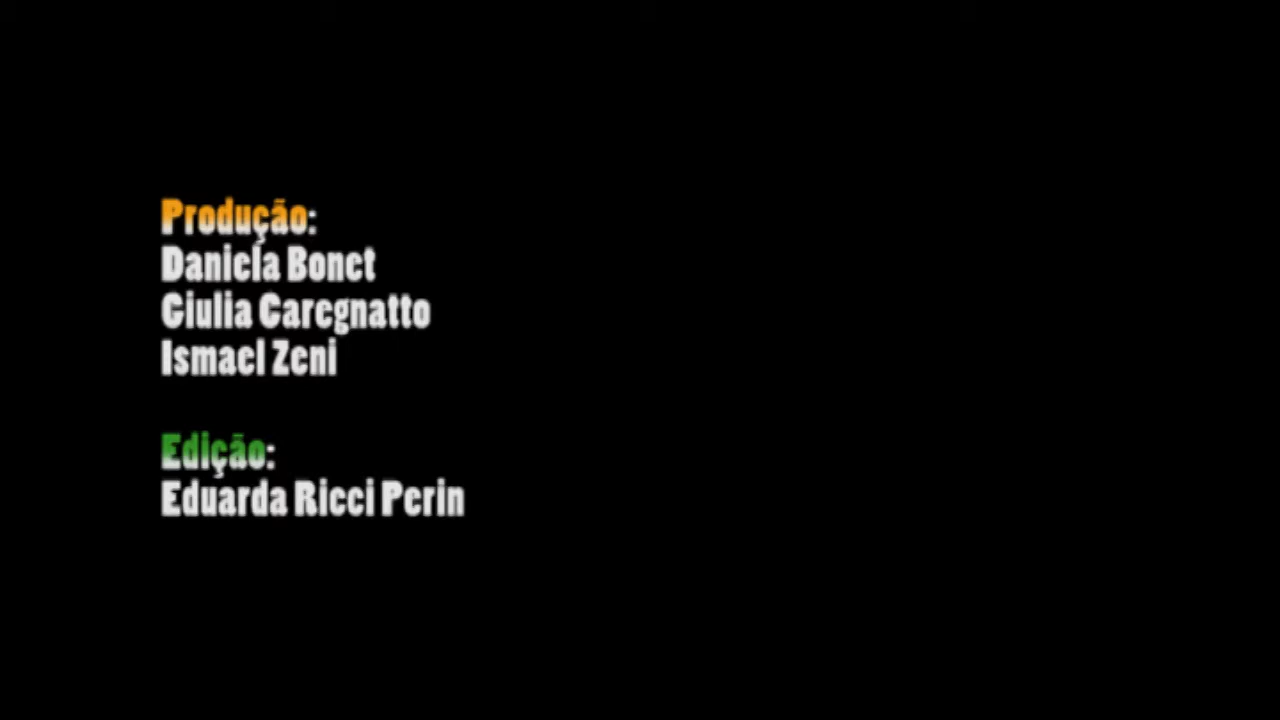 Produção:
Daniela Bonet
Giulia Caregnatto
Ismael Zeni
Edição:
Eduarda Ricci Perin